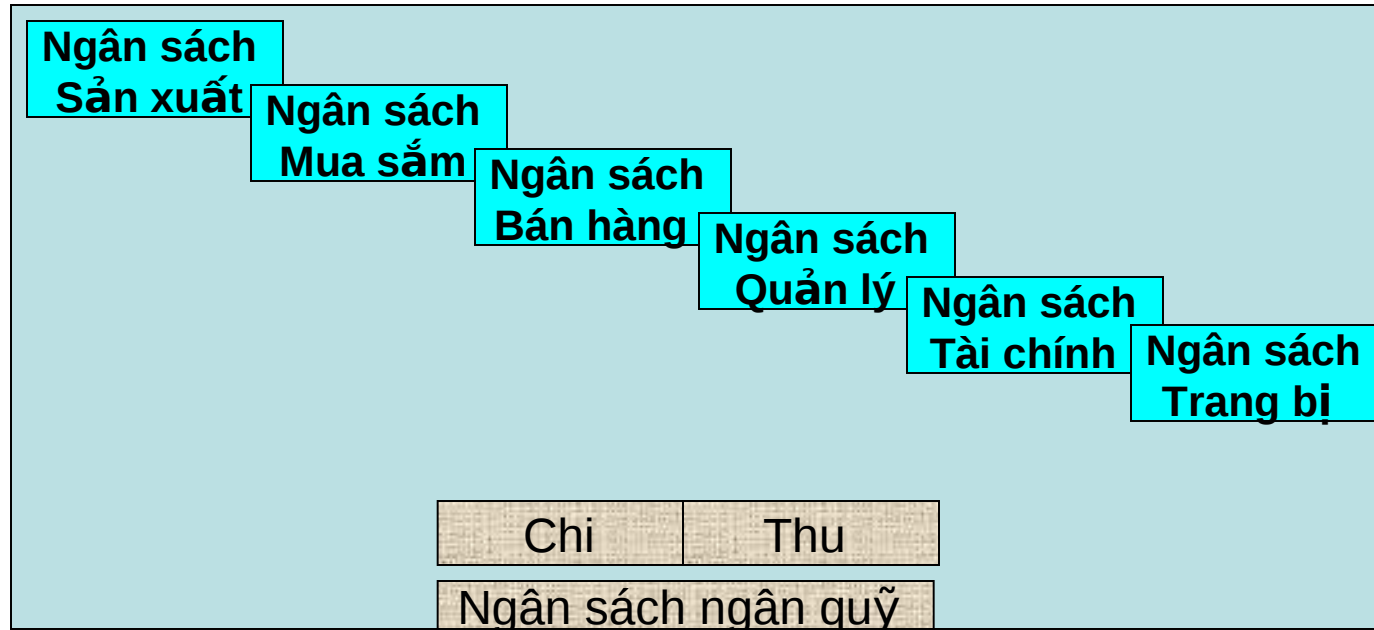 Ngân sách
Sản xuất
Ngân sách
Mua sắm
Ngân sách
Bán hàng
Ngân sách
Quản lý
Ngân sách
Tài chính
Ngân sách
Trang bị
Chi
Thu
Ngân sách ngân quỹ